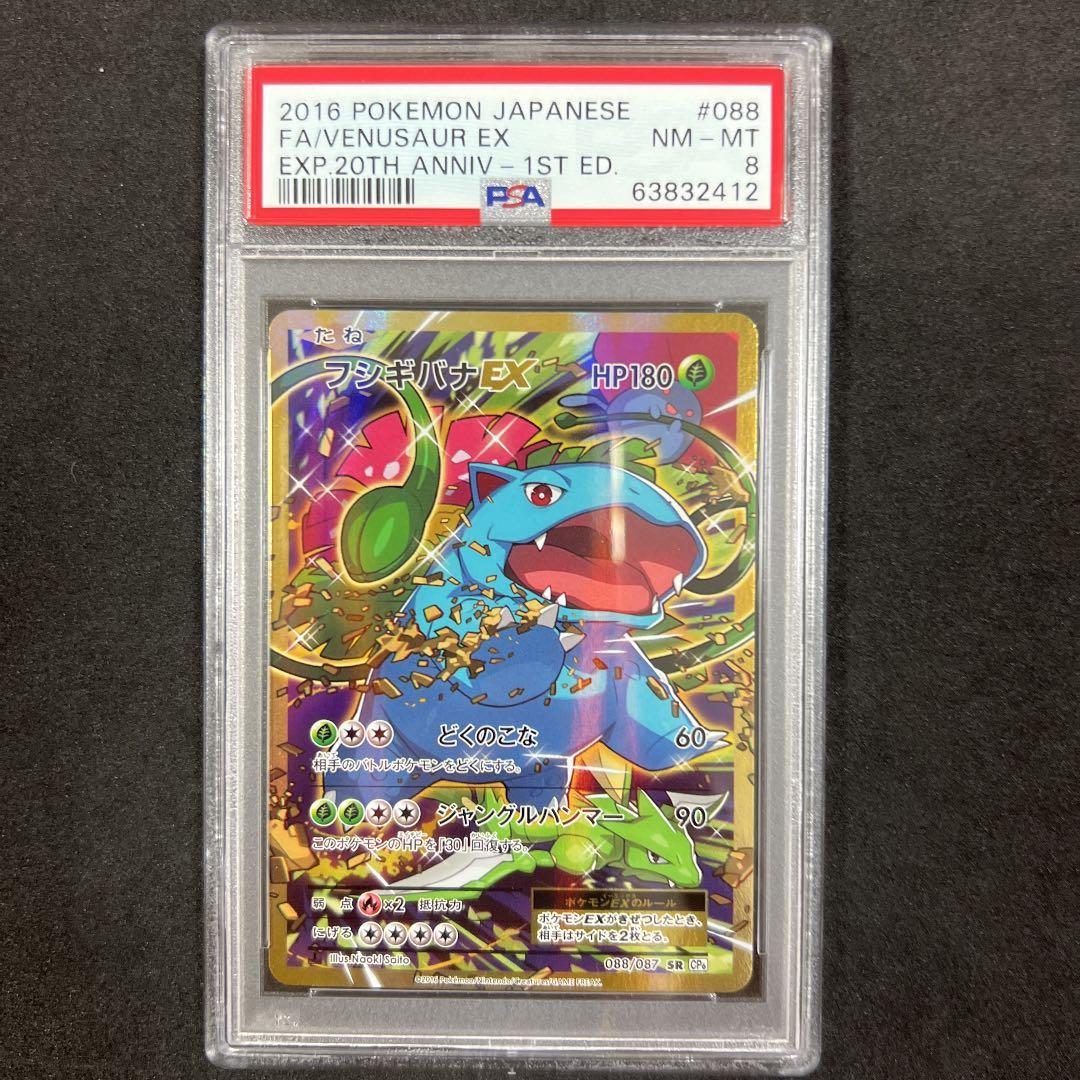 2016 POKEMON JAPANESE #088
FA/VENUSAUR EX NM - MT
EXP.20TH ANNIV - 1ST ED. 8
PSA 63832412
たね
フシギバナEX HP180
どくのこな 60
相手のバトルポケモンをどくにする。
ジャングルハンマー 90
このポケモンのHPを「30」回復する。
弱点 ×2 抵抗力
にげる
ポケモンEXのルール
ポケモンEXがきぜつしたとき、
相手はサイドを2枚とる。
Illus. Naoki Saito
088/087 SR CP6
©2016 Pokémon/Nintendo/Creatures/GAME FREAK.